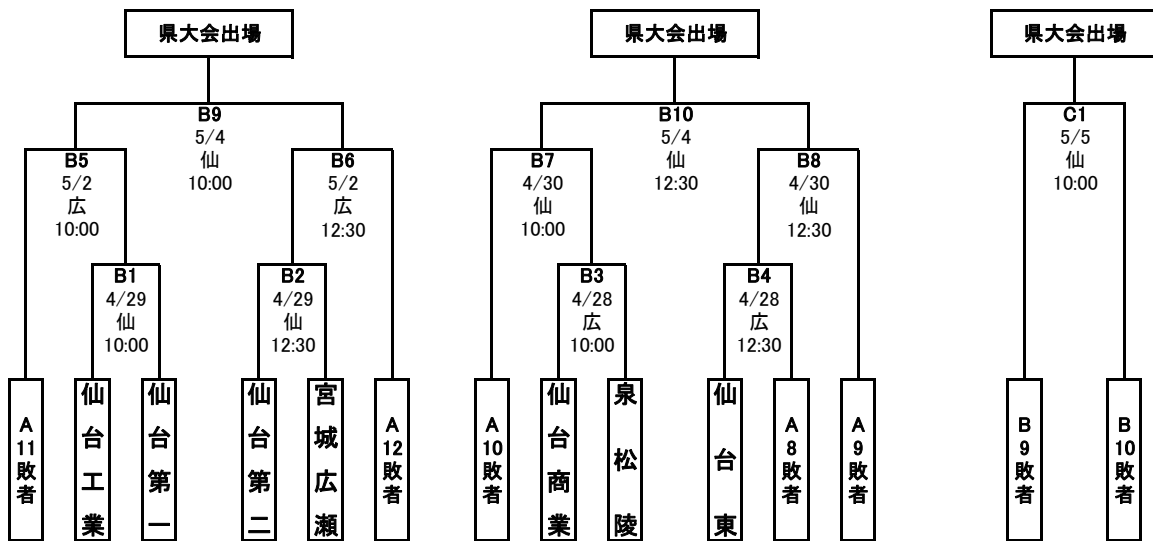 県大会出場
県大会出場
県大会出場
B9
5/4
仙
10:00
B10
5/4
仙
12:30
C1
5/5
仙
10:00
B5
5/2
広
10:00
B6
5/2
広
12:30
B7
4/30
仙
10:00
B8
4/30
仙
12:30
B1
4/29
仙
10:00
B2
4/29
仙
12:30
B3
4/28
広
10:00
B4
4/28
広
12:30
A11敗者
仙台工業
仙台第一
仙台第二
宮城広瀬
A12敗者
A10敗者
仙台商業
泉松陵
仙台東
A8敗者
A9敗者
B9敗者
B10敗者